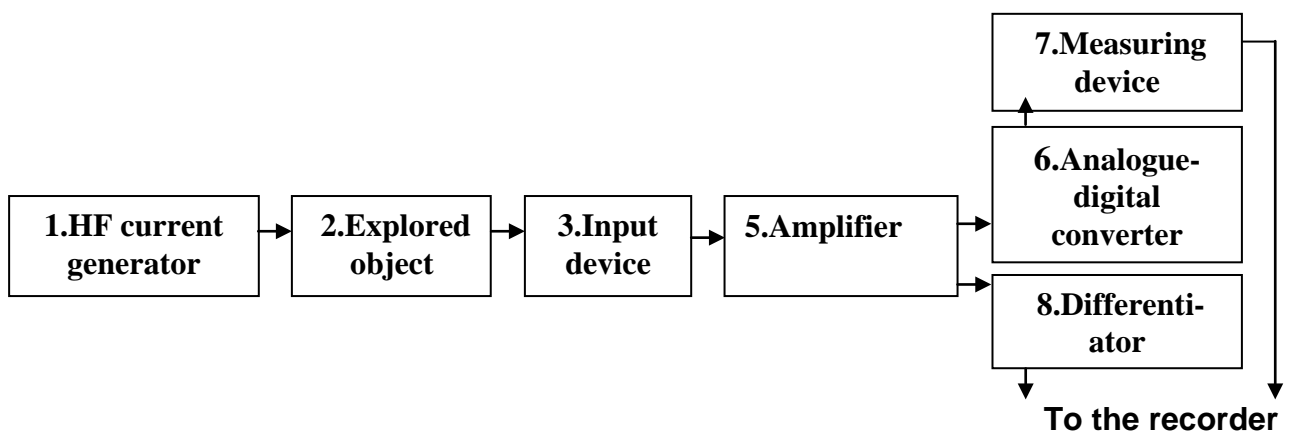 1.HF current
generator
2.Explored
object
3.Input
device
5.Amplifier
7.Measuring
device
6.Analogue-
digital
converter
8.Differenti-
ator
To the recorder